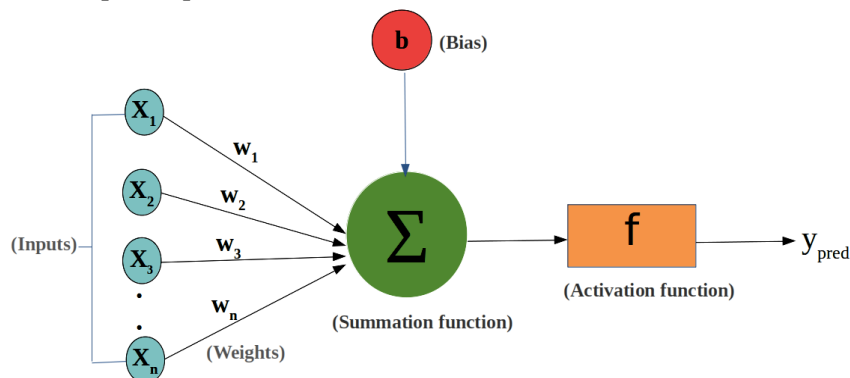 b
(Bias)
X1
w1
X2
w2
(Inputs)
X3
w3
Σ
f
ypred
wn
(Summation function)
(Activation function)
Xn
(Weights)